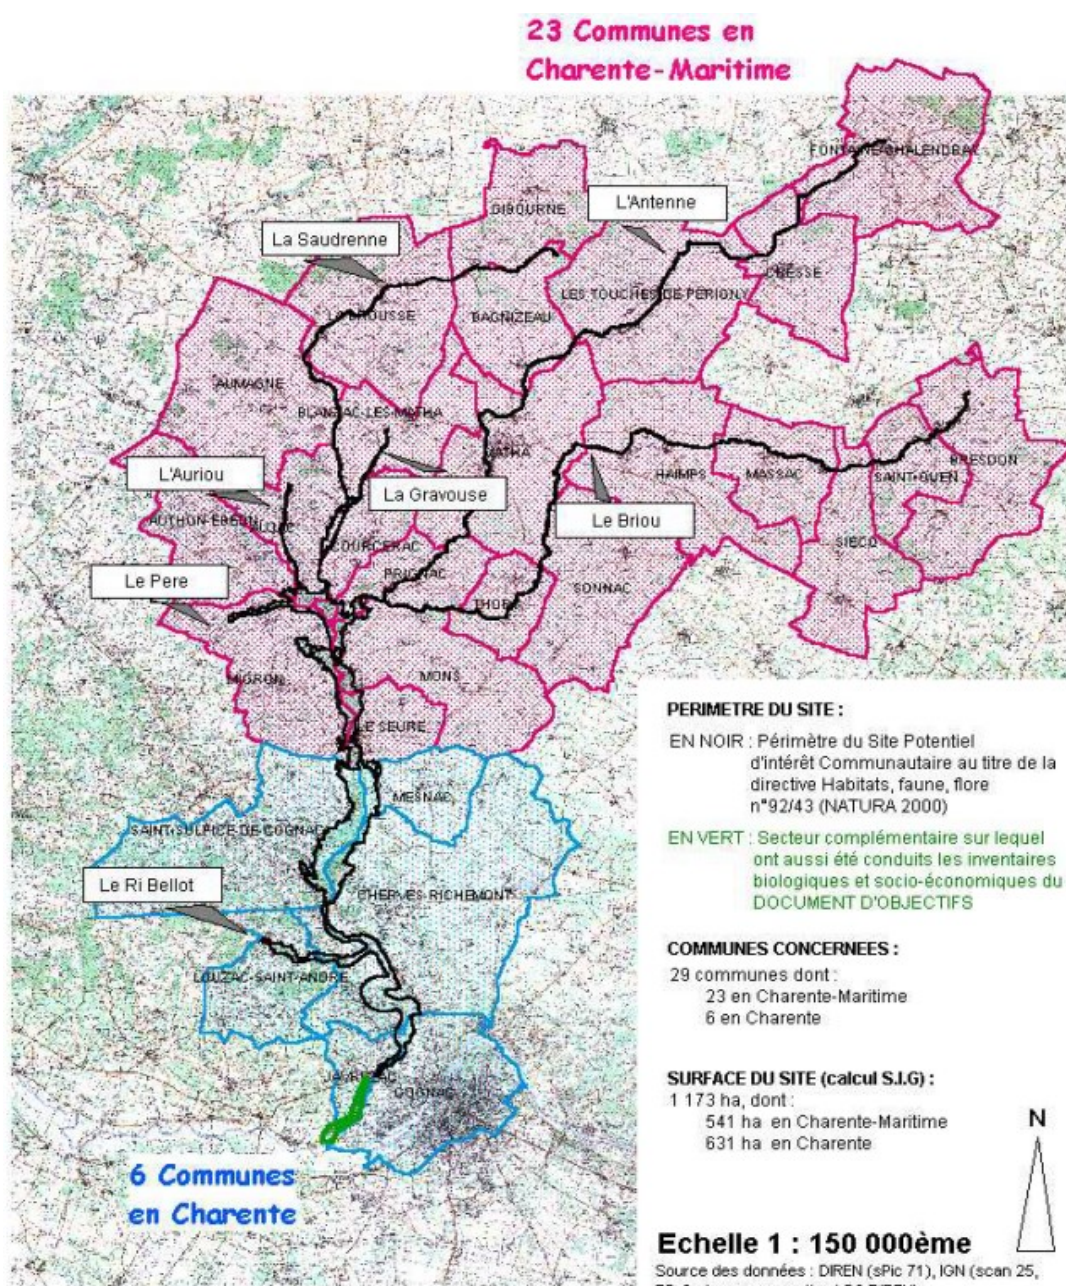 23 Communes en
Charente-Maritime
FONTAINE-CHALENDRAY
L'Antenne
GIBOURNE
La Saudrenne
CRESSE
LES TOUCHES-DE-PÉRIGNY
LA BROUSSE
BAGNIZEAU
AUMAGNE
BLANZAC-LES-MATHA
MATHA
L'Auriou
HAIMPS
MASSAC
SAINT-OUEN
BRESDON
La Gravouse
Le Briou
AUTHON-EBEON
COURCERAC
SIECQ
PRIGNAC
Le Pere
THORS
SONNAC
MIGRON
MONS
LE SEURE
PERIMETRE DU SITE :
EN NOIR : Périmètre du Site Potentiel
d'intérêt Communautaire au titre de la
directive Habitats, faune, flore
n°92/43 (NATURA 2000)
MESNAC
SAINT-SULPICE-DE-COGNAC
EN VERT : Secteur complémentaire sur lequel
ont aussi été conduits les inventaires
biologiques et socio-économiques du
DOCUMENT D'OBJECTIFS
Le Ri Bellot
CHERVES-RICHEMONT
COMMUNES CONCERNEES :
29 communes dont :
23 en Charente-Maritime
6 en Charente
LOUZAC-SAINT-ANDRE
JAVREZAC
COGNAC
SURFACE DU SITE (calcul S.I.G) :
1 173 ha, dont :
541 ha en Charente-Maritime
631 ha en Charente
N
6 Communes
en Charente
Echelle 1 : 150 000ème
Source des données : DIREN (sPic 71), IGN (scan 25,